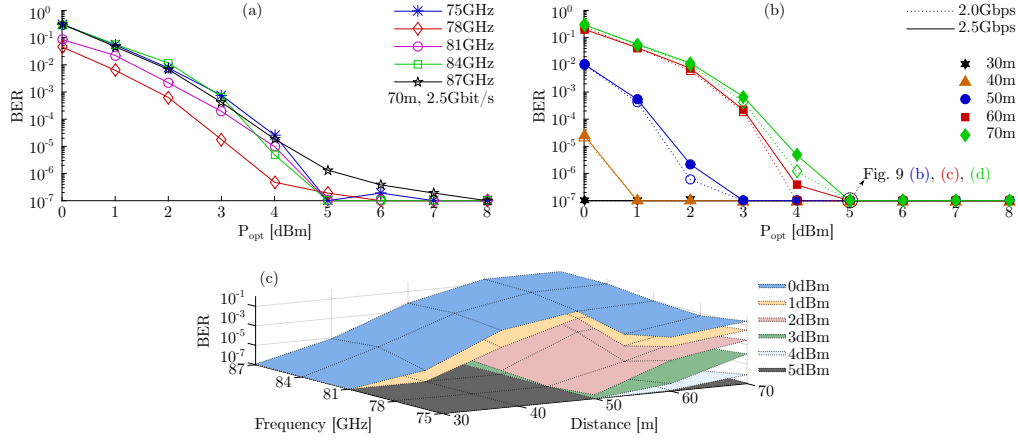 (a)
75GHz
78GHz
81GHz
84GHz
87GHz
70m, 2.5Gbit/s
BER
10^0
10^-1
10^-2
10^-3
10^-4
10^-5
10^-6
10^-7
0 1 2 3 4 5 6 7 8
P_opt [dBm]
(b)
2.0Gbps
2.5Gbps
30m
40m
50m
60m
70m
Fig. 9 (b), (c), (d)
BER
10^0
10^-1
10^-2
10^-3
10^-4
10^-5
10^-6
10^-7
0 1 2 3 4 5 6 7 8
P_opt [dBm]
(c)
0dBm
1dBm
2dBm
3dBm
4dBm
5dBm
BER
10^-1
10^-3
10^-5
10^-7
87
84
81
78
75
Frequency [GHz]
30
40
50
60
70
Distance [m]